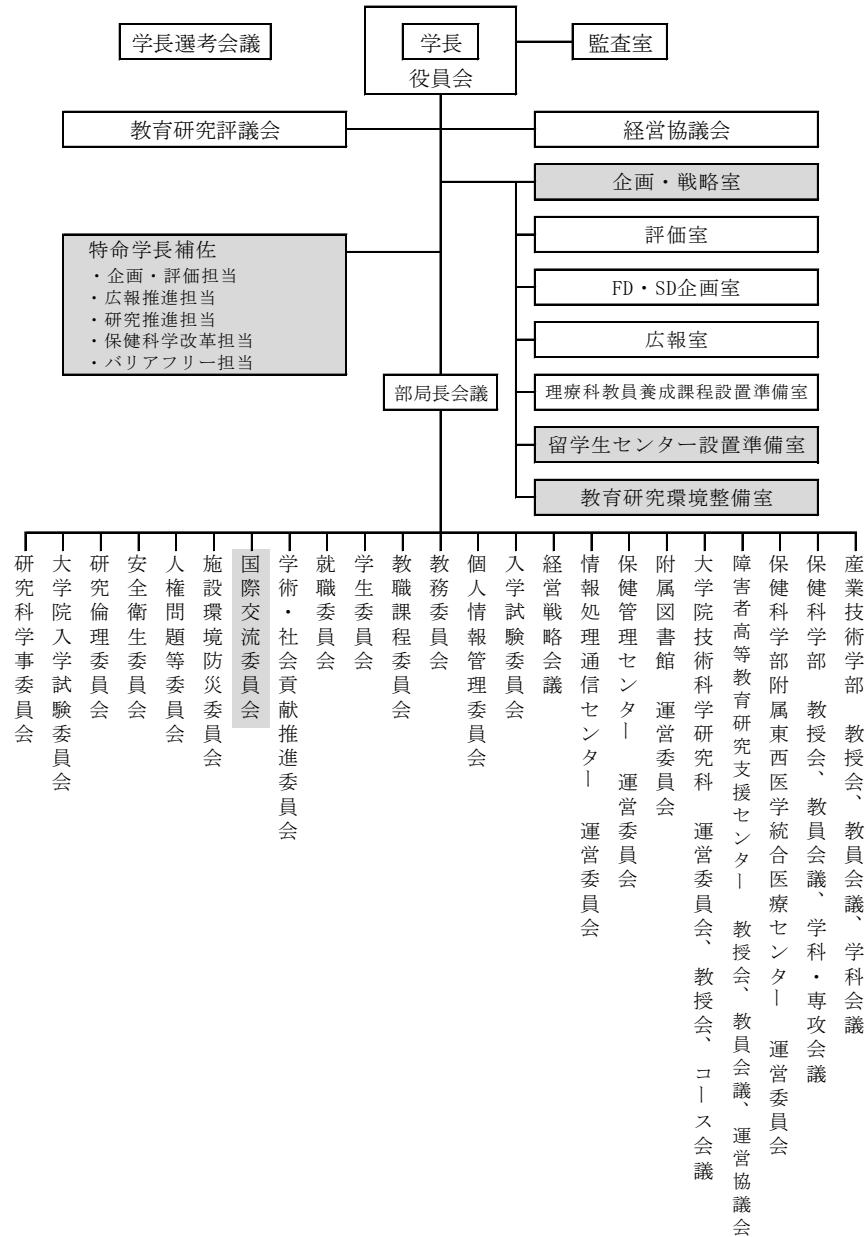 学長選考会議
学長
役員会
監査室
教育研究評議会
経営協議会
企画・戦略室
特命学長補佐
・企画・評価担当
・広報推進担当
・研究推進担当
・保健科学改革担当
・バリアフリー担当
評価室
FD・SD企画室
広報室
部局長会議
理療科教員養成課程設置準備室
留学生センター設置準備室
教育研究環境整備室
産業技術学部　教授会、教員会議、学科会議
保健科学部　教授会、教員会議、学科・専攻会議
保健科学部附属東西医学統合医療センター　運営委員会
障害者高等教育研究支援センター　教授会、教員会議、運営協議会
大学院技術科学研究科　運営委員会、教授会、コース会議
附属図書館　運営委員会
保健管理センター　運営委員会
情報処理通信センター　運営委員会
経営戦略会議
入学試験委員会
個人情報管理委員会
教務委員会
教職課程委員会
学生委員会
就職委員会
学術・社会貢献推進委員会
国際交流委員会
施設環境防災委員会
人権問題等委員会
安全衛生委員会
研究倫理委員会
大学院入学試験委員会
研究科学事委員会